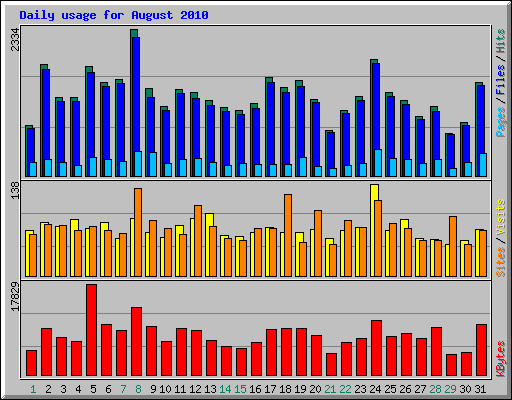 Daily usage for August 2010
2334
Pages / Files / Hits
138
Sites / Visits
17829
KBytes
1 2 3 4 5 6 7 8 9 10 11 12 13 14 15 16 17 18 19 20 21 22 23 24 25 26 27 28 29 30 31